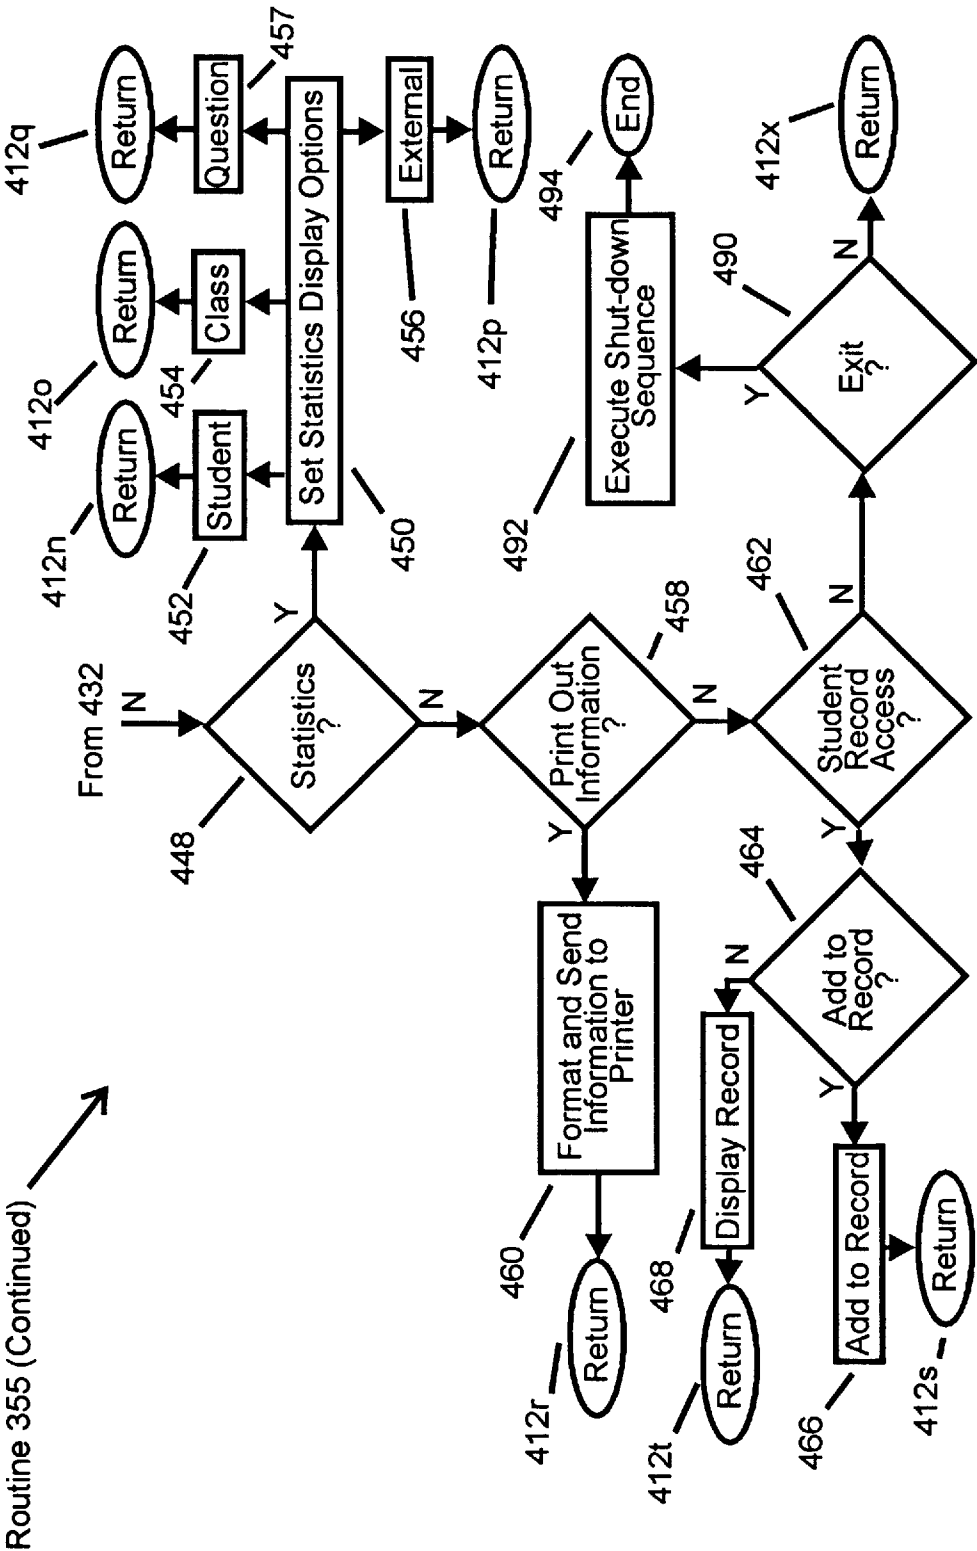 Routine 355 (Continued)
From 432
N
448
Statistics
?
Y
N
450
Set Statistics Display Options
452
Student
412n
Return
454
Class
412o
Return
457
Question
412q
Return
456
External
412p
Return
458
Print Out
Information
?
Y
N
460
Format and Send
Information to
Printer
412r
Return
462
Student
Record
Access
?
Y
N
464
Add to
Record
?
N
Y
468
Display Record
412t
Return
466
Add to Record
412s
Return
490
Exit
?
Y
N
492
Execute Shut-down
Sequence
494
End
412x
Return